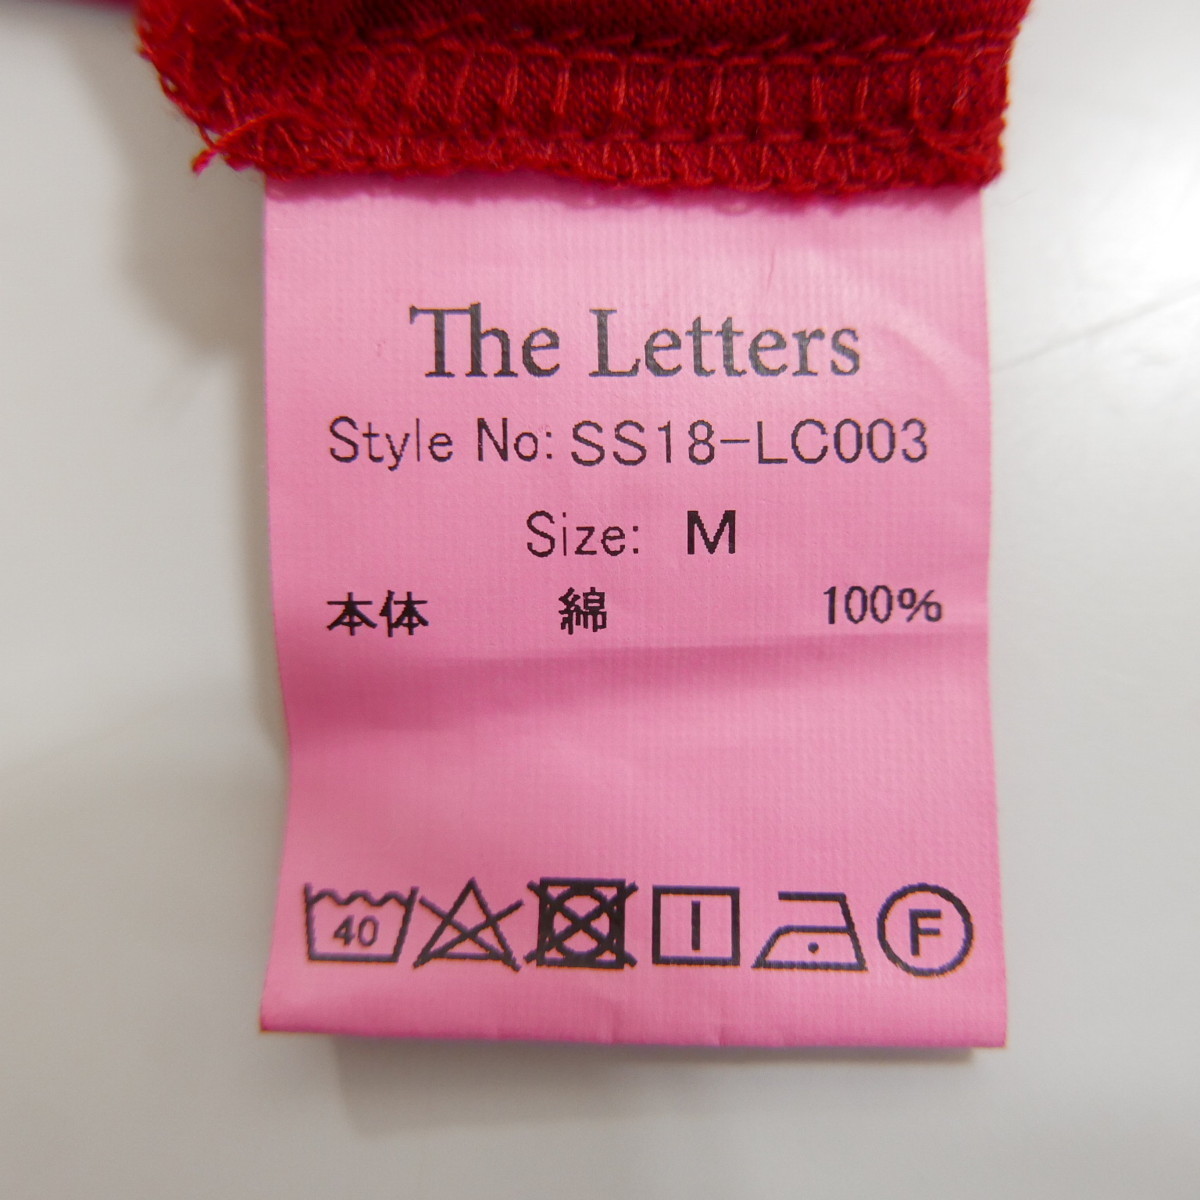 The Letters
Style No: SS18-LC003
Size: M
本体 綿 100%
40 F